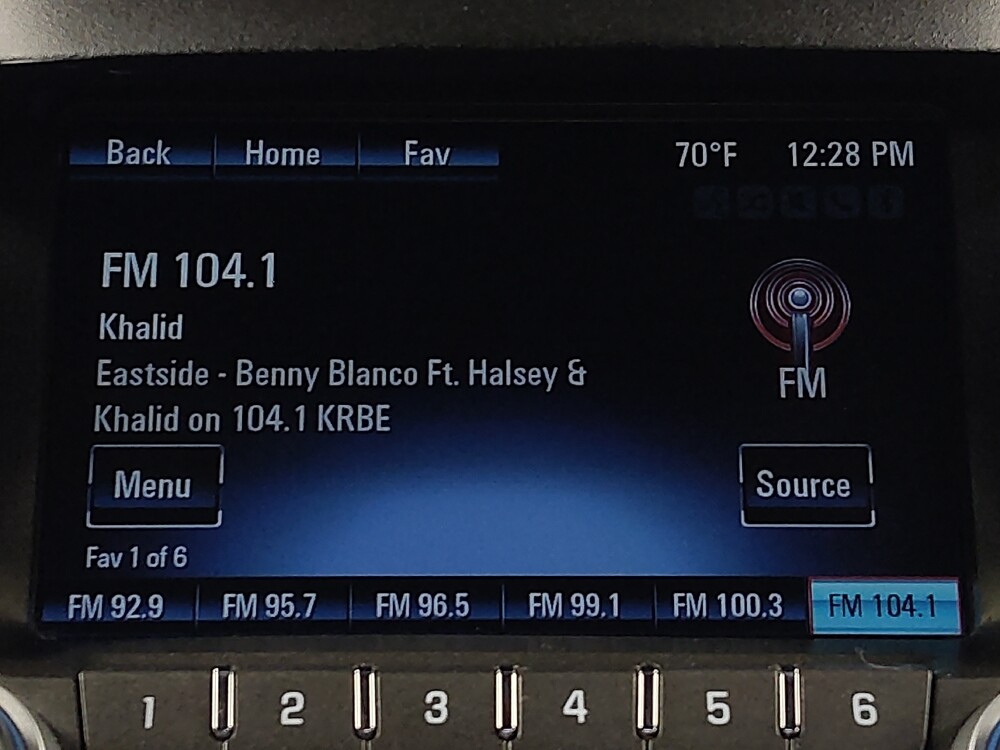 Back Home Fav 70°F 12:28 PM
FM 104.1
Khalid
Eastside - Benny Blanco Ft. Halsey &
Khalid on 104.1 KRBE
FM
Menu Source
Fav 1 of 6
FM 92.9 FM 95.7 FM 96.5 FM 99.1 FM 100.3 FM 104.1
1 2 3 4 5 6